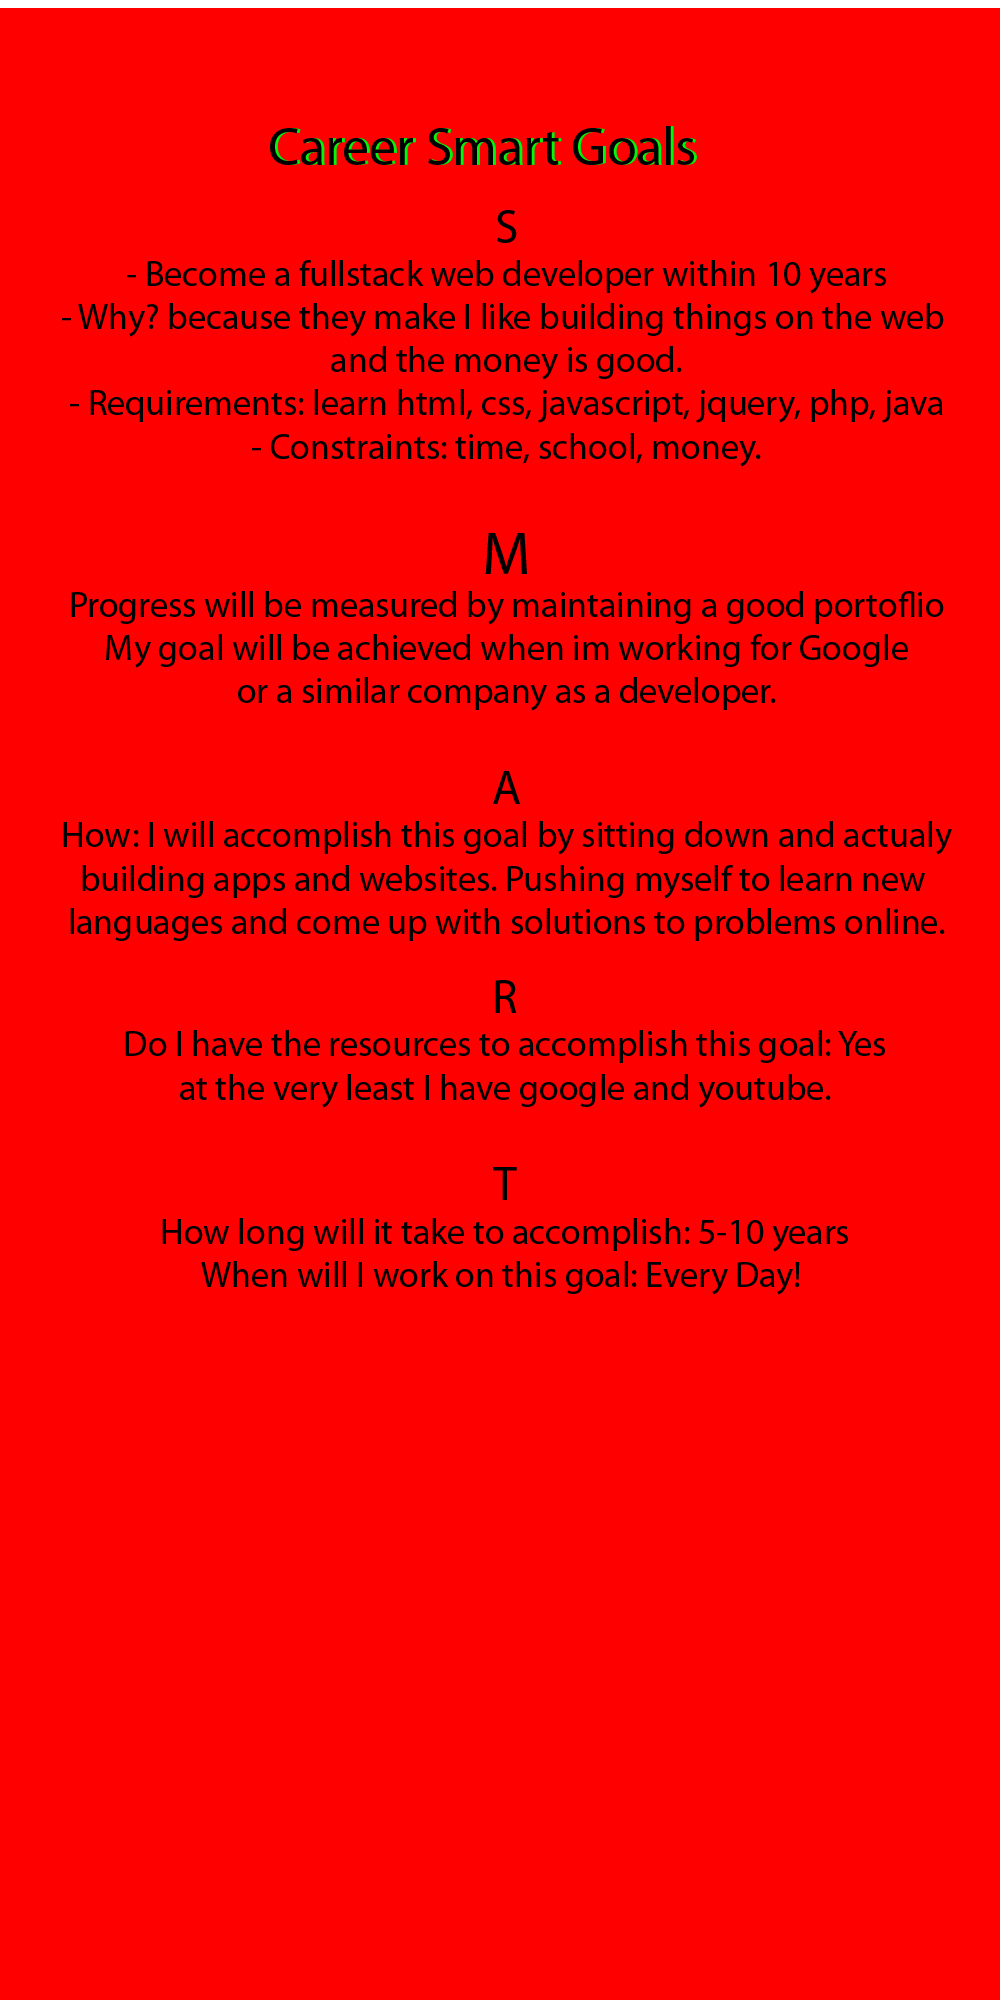 Career Smart Goals
S
- Become a fullstack web developer within 10 years
- Why? because they make I like building things on the web
and the money is good.
- Requirements: learn html, css, javascript, jquery, php, java
- Constraints: time, school, money.
M
Progress will be measured by maintaining a good portoflio
My goal will be achieved when im working for Google
or a similar company as a developer.
A
How: I will accomplish this goal by sitting down and actualy
building apps and websites. Pushing myself to learn new
languages and come up with solutions to problems online.
R
Do I have the resources to accomplish this goal: Yes
at the very least I have google and youtube.
T
How long will it take to accomplish: 5-10 years
When will I work on this goal: Every Day!